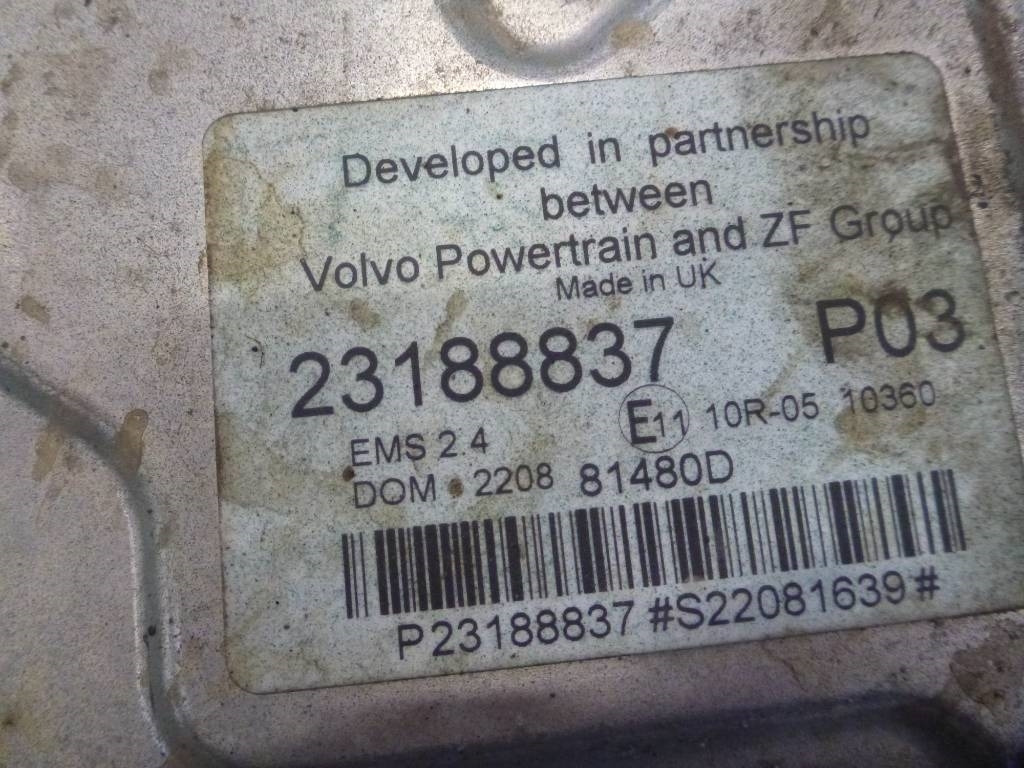 Developed in partnership
between
Volvo Powertrain and ZF Group
Made in UK
23188837 P03
EMS 2.4 E11 10R-05 10360
DOM 2208 81480D
P23188837#S22081639#